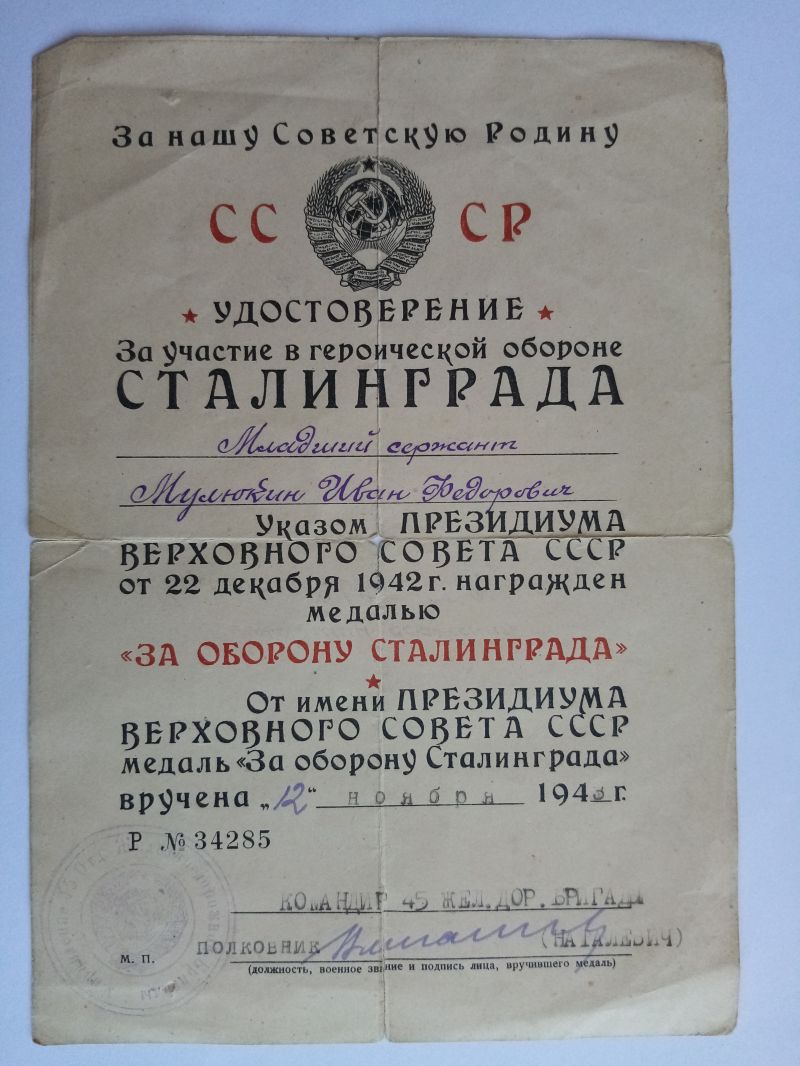 За нашу Советскую Родину
СС СР
УДОСТОВЕРЕНИЕ
За участие в героической обороне
СТАЛИНГРАДА
Младший сержант
Мулюкин Иван Федорович
Указом ПРЕЗИДИУМА
ВЕРХОВНОГО СОВЕТА СССР
от 22 декабря 1942 г. награжден
медалью
«ЗА ОБОРОНУ СТАЛИНГРАДА»
От имени ПРЕЗИДИУМА
ВЕРХОВНОГО СОВЕТА СССР
медаль «За оборону Сталинграда»
вручена „12“ ноября 1943 г.
Р № 34285
КОМАНДИР 45 ЖЕЛ.ДОР.БРИГАДЫ
ПОЛКОВНИК (НАТАЛЕВИЧ)
М. П.
(должность, военное звание и подпись лица, вручившего медаль)